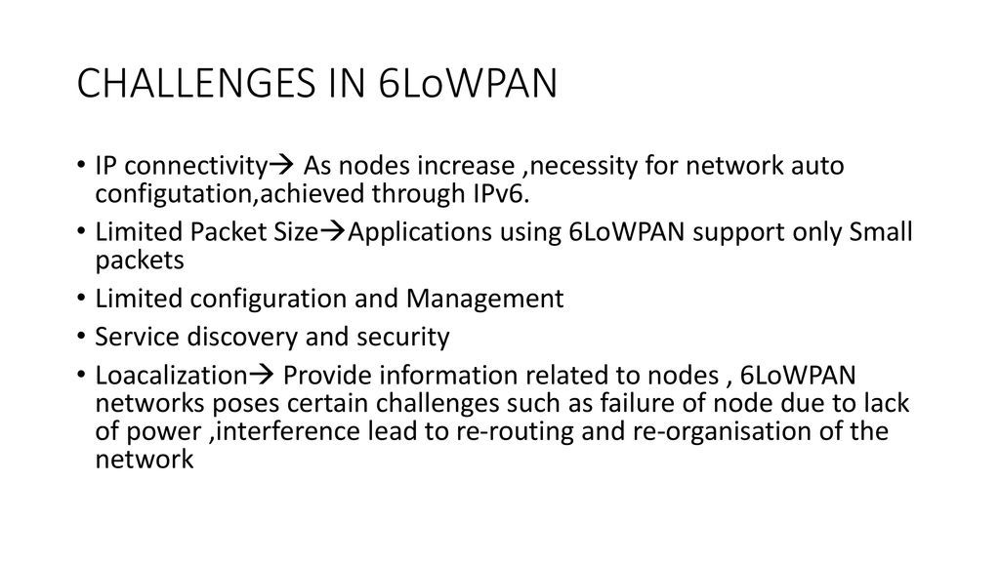 CHALLENGES IN 6LoWPAN
• IP connectivity→ As nodes increase ,necessity for network auto
configutation,achieved through IPv6.
• Limited Packet Size→Applications using 6LoWPAN support only Small
packets
• Limited configuration and Management
• Service discovery and security
• Loacalization→ Provide information related to nodes , 6LoWPAN
networks poses certain challenges such as failure of node due to lack
of power ,interference lead to re-routing and re-organisation of the
network